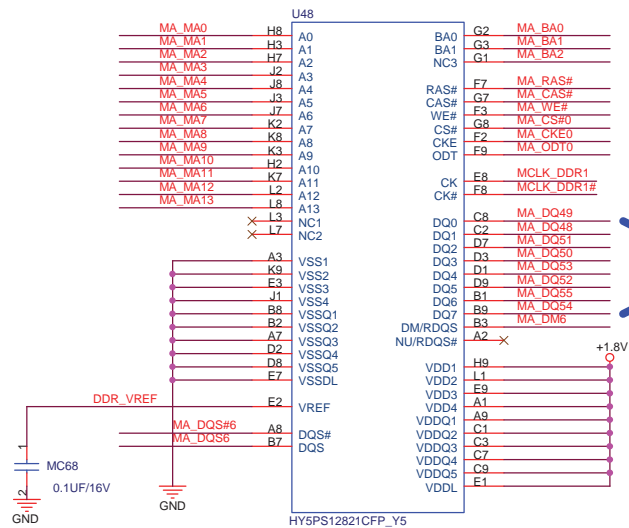 U48
MA_MA0 H8 A0 BA0 G2 MA_BA0
MA_MA1 H3 A1 BA1 G3 MA_BA1
MA_MA2 H7 A2 NC3 G1 MA_BA2
MA_MA3 J2 A3
MA_MA4 J8 A4 RAS# F7 MA_RAS#
MA_MA5 J3 A5 CAS# G7 MA_CAS#
MA_MA6 J7 A6 WE# F3 MA_WE#
MA_MA7 K2 A7 CS# G8 MA_CS#0
MA_MA8 K8 A8 CKE F2 MA_CKE0
MA_MA9 K3 A9 ODT F9 MA_ODT0
MA_MA10 H2 A10
MA_MA11 K7 A11 CK E8 MCLK_DDR1
MA_MA12 L2 A12 CK# F8 MCLK_DDR1#
MA_MA13 L8 A13
L3 NC1 DQ0 C8 MA_DQ49
L7 NC2 DQ1 C2 MA_DQ48
DQ2 D7 MA_DQ51
A3 VSS1 DQ3 D3 MA_DQ50
K9 VSS2 DQ4 D1 MA_DQ53
E3 VSS3 DQ5 D9 MA_DQ52
J1 VSS4 DQ6 B1 MA_DQ55
B8 VSSQ1 DQ7 B9 MA_DQ54
B2 VSSQ2 DM/RDQS B3 MA_DM6
A7 VSSQ3 NU/RDQS# A2
D2 VSSQ4 +1.8V
D8 VSSQ5 VDD1 H9
E7 VSSDL VDD2 L1
VDD3 E9
DDR_VREF E2 VREF VDD4 A1
VDDQ1 A9
MA_DQS#6 A8 DQS# VDDQ2 C1
MA_DQS6 B7 DQS VDDQ3 C3
1 VDDQ4 C7
MC68 VDDQ5 C9
2 0.1UF/16V VDDL E1
GND GND
HY5PS12821CFP_Y5